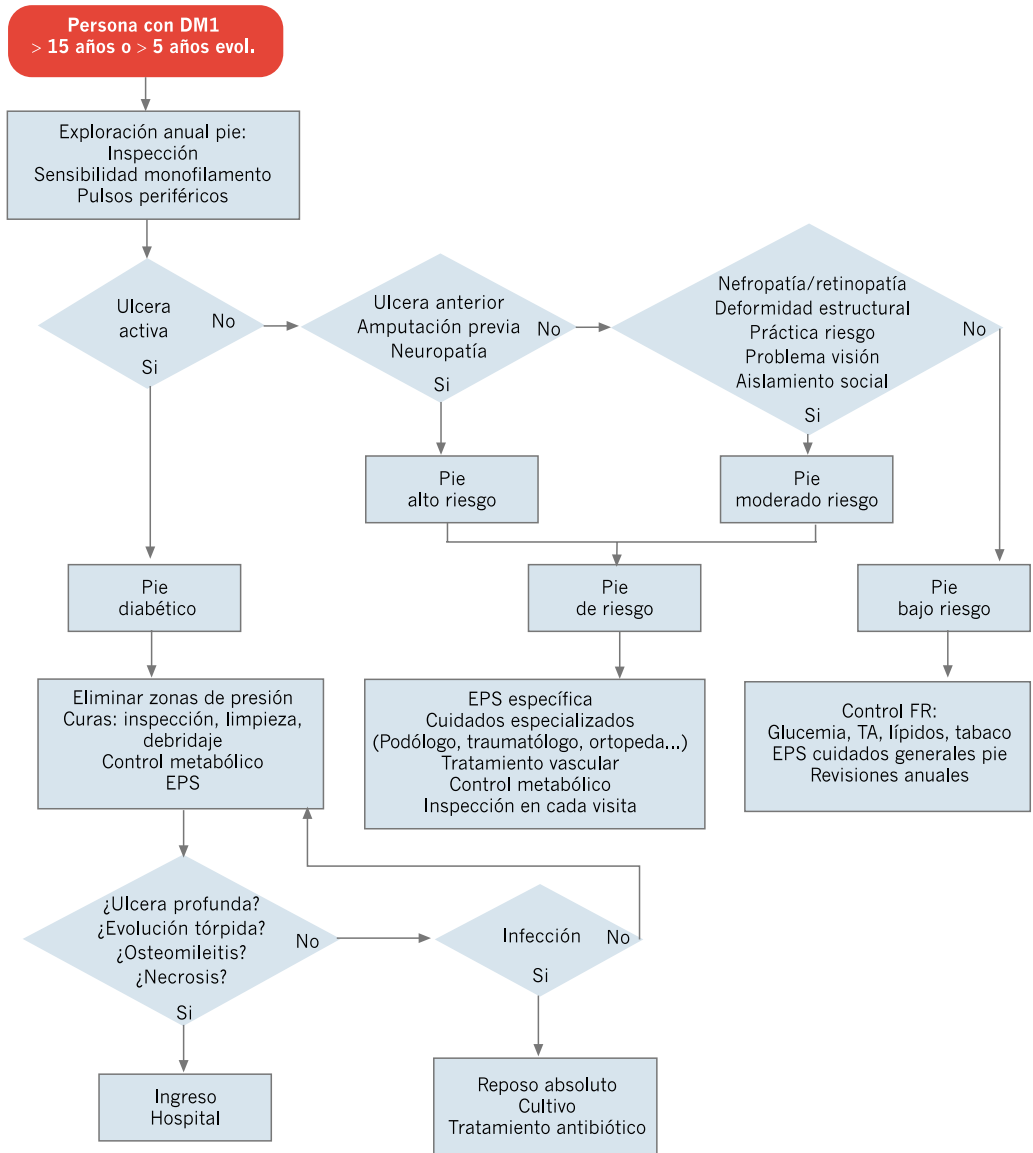 Persona con DM1
> 15 años o > 5 años evol.
Exploración anual pie:
Inspección
Sensibilidad monofilamento
Pulsos periféricos
Ulcera
activa
No
Si
Ulcera anterior
Amputación previa
Neuropatía
No
Si
Nefropatía/retinopatía
Deformidad estructural
Práctica riesgo
Problema visión
Aislamiento social
No
Si
Pie
alto riesgo
Pie
moderado riesgo
Pie
diabético
Pie
de riesgo
Pie
bajo riesgo
Eliminar zonas de presión
Curas: inspección, limpieza,
debridaje
Control metabólico
EPS
EPS específica
Cuidados especializados
(Podólogo, traumatólogo, ortopeda...)
Tratamiento vascular
Control metabólico
Inspección en cada visita
Control FR:
Glucemia, TA, lípidos, tabaco
EPS cuidados generales pie
Revisiones anuales
¿Ulcera profunda?
¿Evolución tórpida?
¿Osteomileitis?
¿Necrosis?
No
Si
Infección
No
Si
Ingreso
Hospital
Reposo absoluto
Cultivo
Tratamiento antibiótico